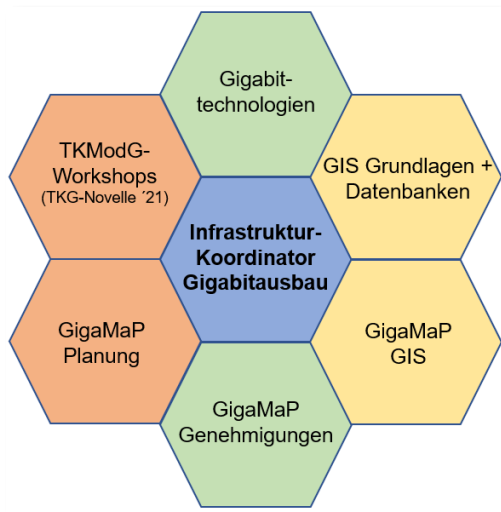 Gigabit-
technologien
TKModG-
Workshops
(TKG-Novelle ´21)
GIS Grundlagen +
Datenbanken
Infrastruktur-
Koordinator
Gigabitausbau
GigaMaP
Planung
GigaMaP
GIS
GigaMaP
Genehmigungen